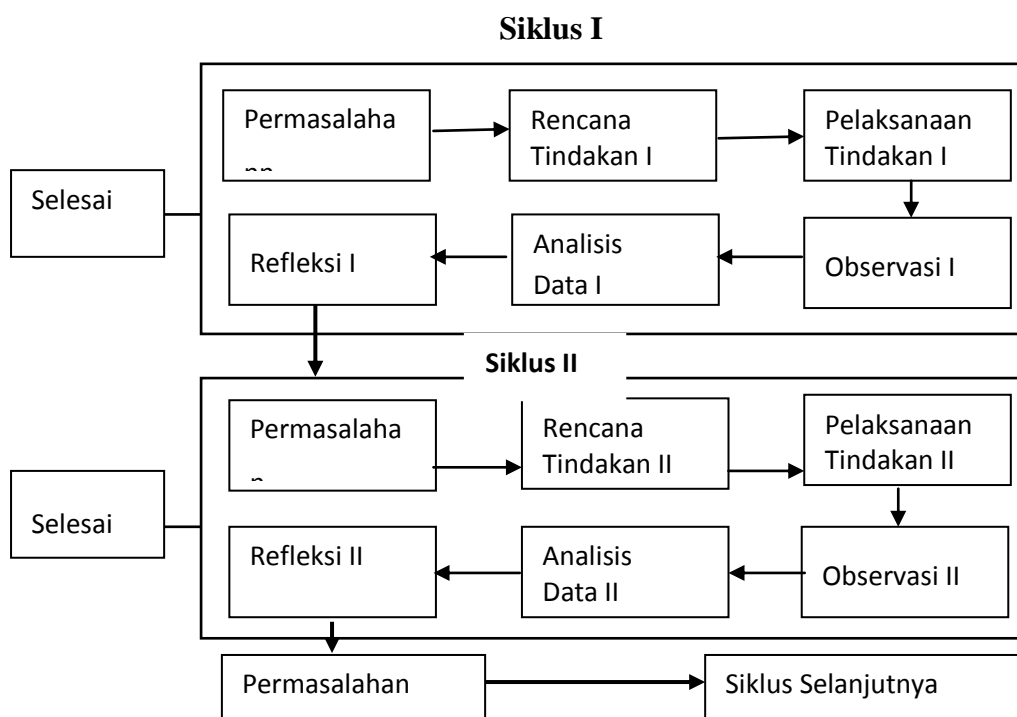 Siklus I
Permasalaha
Rencana
Tindakan I
Pelaksanaan
Tindakan I
Selesai
Refleksi I
Analisis
Data I
Observasi I
Siklus II
Permasalaha
Rencana
Tindakan II
Pelaksanaan
Tindakan II
Selesai
Refleksi II
Analisis
Data II
Observasi II
Permasalahan
Siklus Selanjutnya